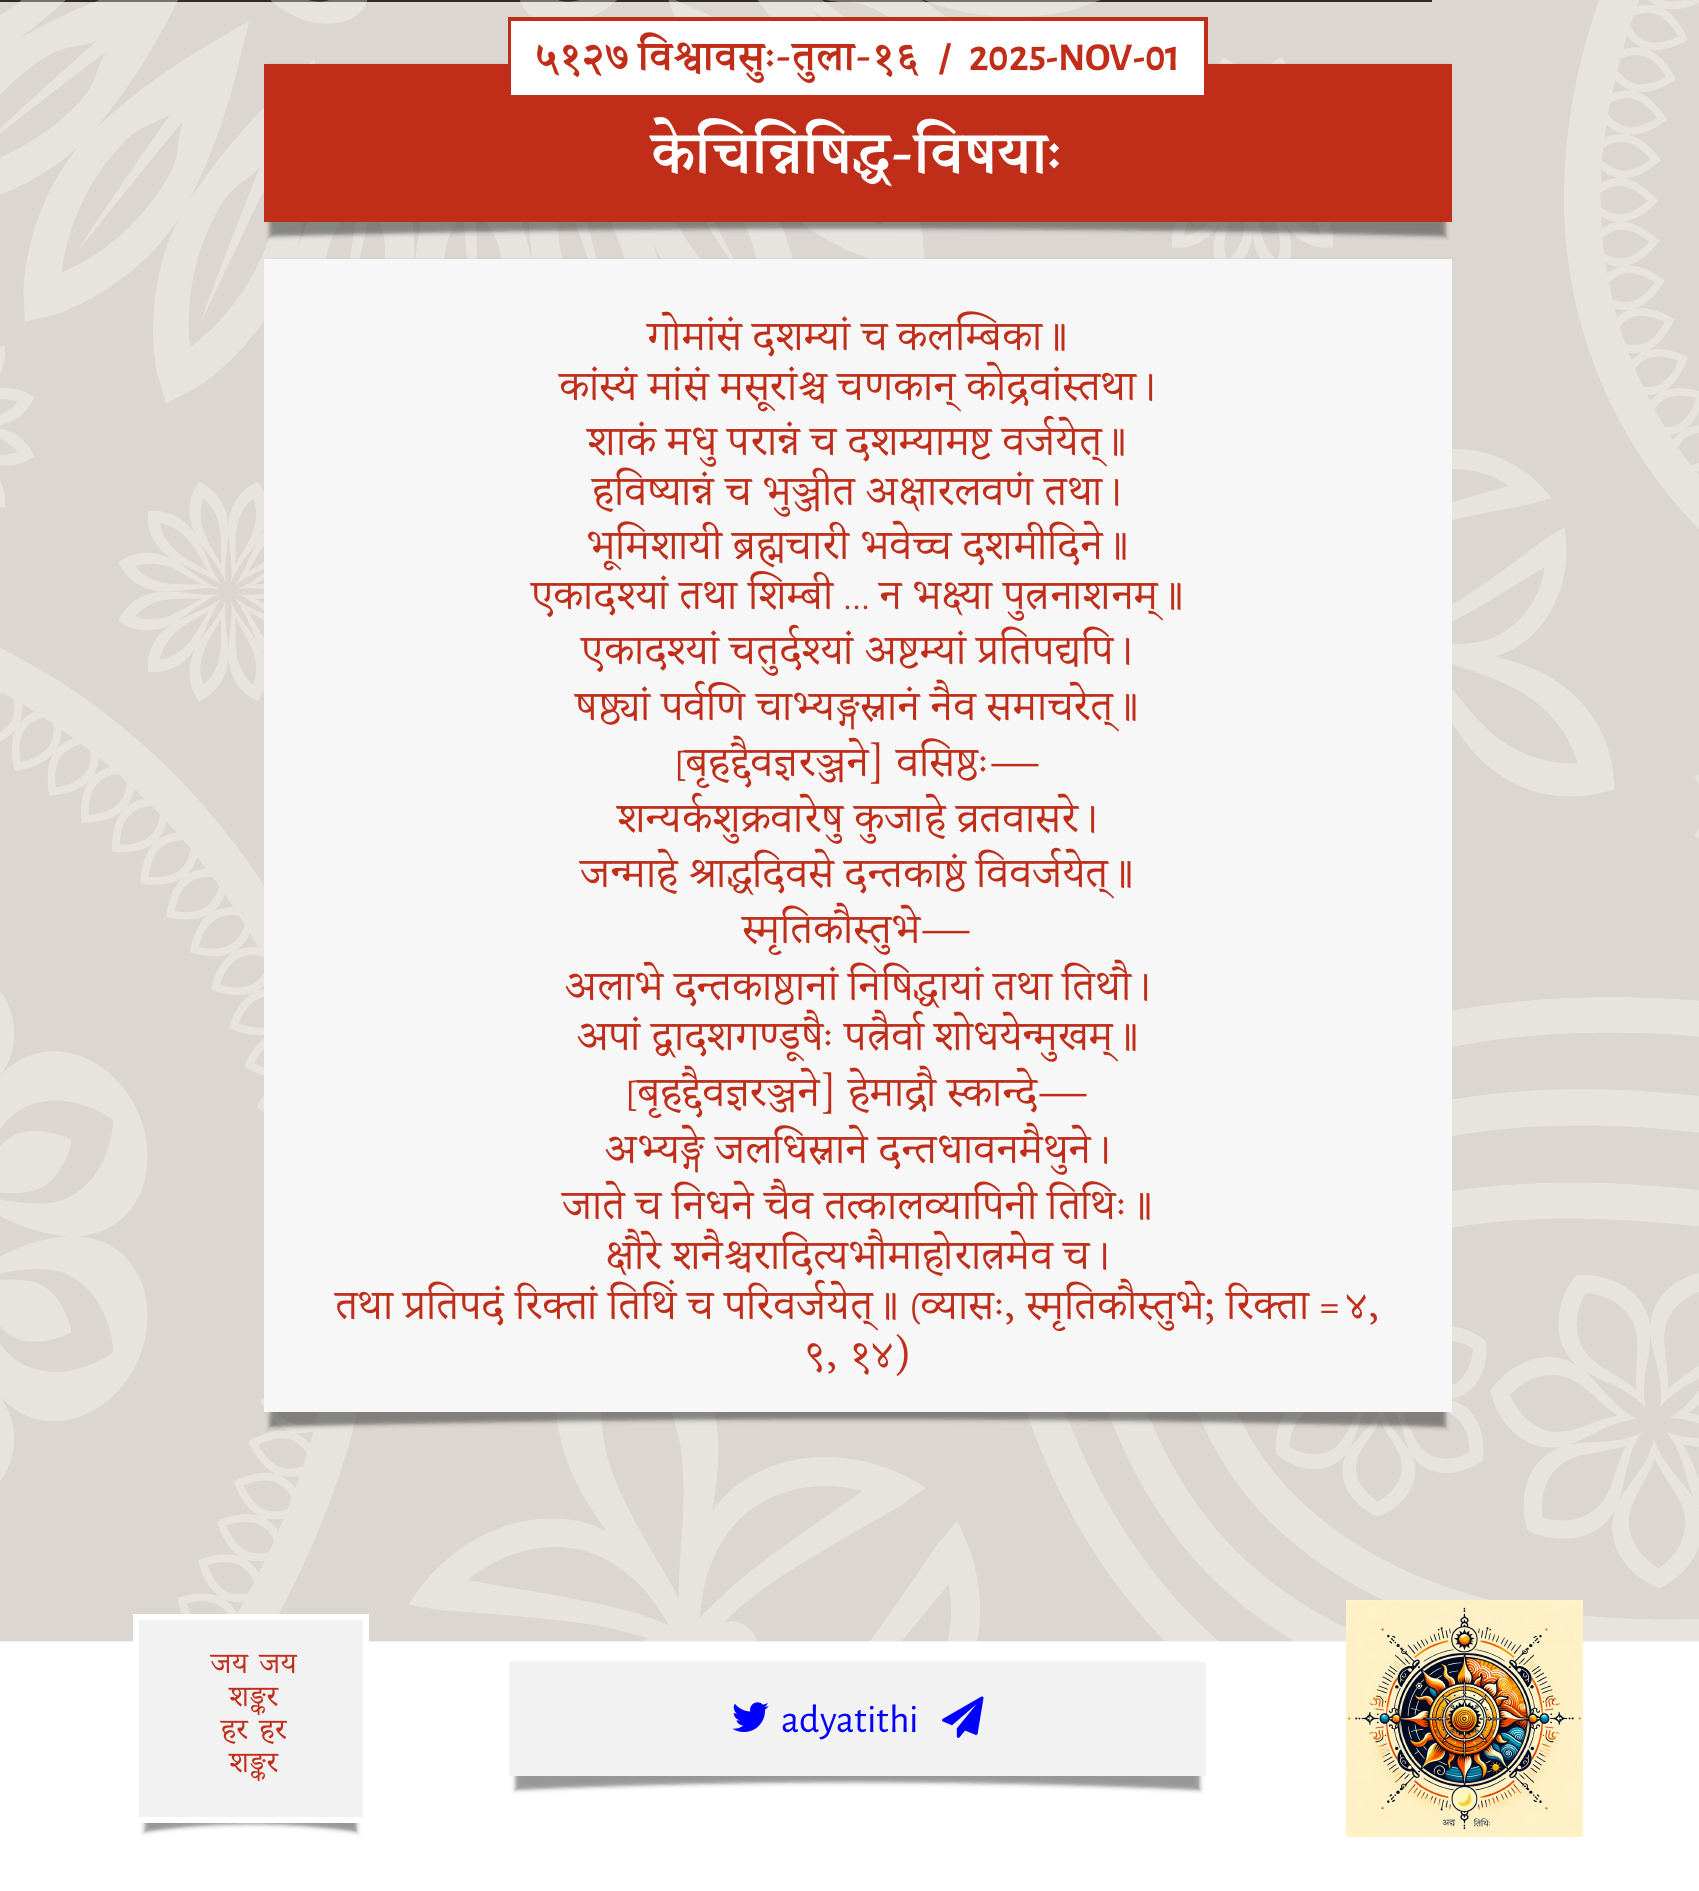 ५१२७ विश्वावसुः-तुला-१६ / 2025-NOV-01
केचिन्निषिद्ध-विषयाः
गोमांसं दशम्यां च कलम्बिका॥
कांस्यं मांसं मसूरांश्च चणकान् कोद्रवांस्तथा।
शाकं मधु परान्नं च दशम्यामष्ट वर्जयेत्॥
हविष्यान्नं च भुञ्जीत अक्षारलवणं तथा।
भूमिशायी ब्रह्मचारी भवेच्च दशमीदिने॥
एकादश्यां तथा शिम्बी … न भक्ष्या पुत्रनाशनम्॥
एकादश्यां चतुर्दश्यां अष्टम्यां प्रतिपद्यपि।
षष्ठ्यां पर्वणि चाभ्यङ्गस्नानं नैव समाचरेत्॥
[बृहद्दैवज्ञरञ्जने] वसिष्ठः—
शन्यर्कशुक्रवारेषु कुजाहे व्रतवासरे।
जन्माहे श्राद्धदिवसे दन्तकाष्ठं विवर्जयेत्॥
स्मृतिकौस्तुभे—
अलाभे दन्तकाष्ठानां निषिद्धायां तथा तिथौ।
अपां द्वादशगण्डूषैः पत्रैर्वा शोधयेन्मुखम्॥
[बृहद्दैवज्ञरञ्जने] हेमाद्रौ स्कान्दे—
अभ्यङ्गे जलधिस्नाने दन्तधावनमैथुने।
जाते च निधने चैव तत्कालव्यापिनी तिथिः॥
क्षौरे शनैश्चरादित्यभौमाहोरात्रमेव च।
तथा प्रतिपदं रिक्तां तिथिं च परिवर्जयेत्॥ (व्यासः, स्मृतिकौस्तुभे; रिक्ता = ४,
९, १४)
जय जय
शङ्कर
हर हर
शङ्कर
adyatithi
अद्य तिथिः